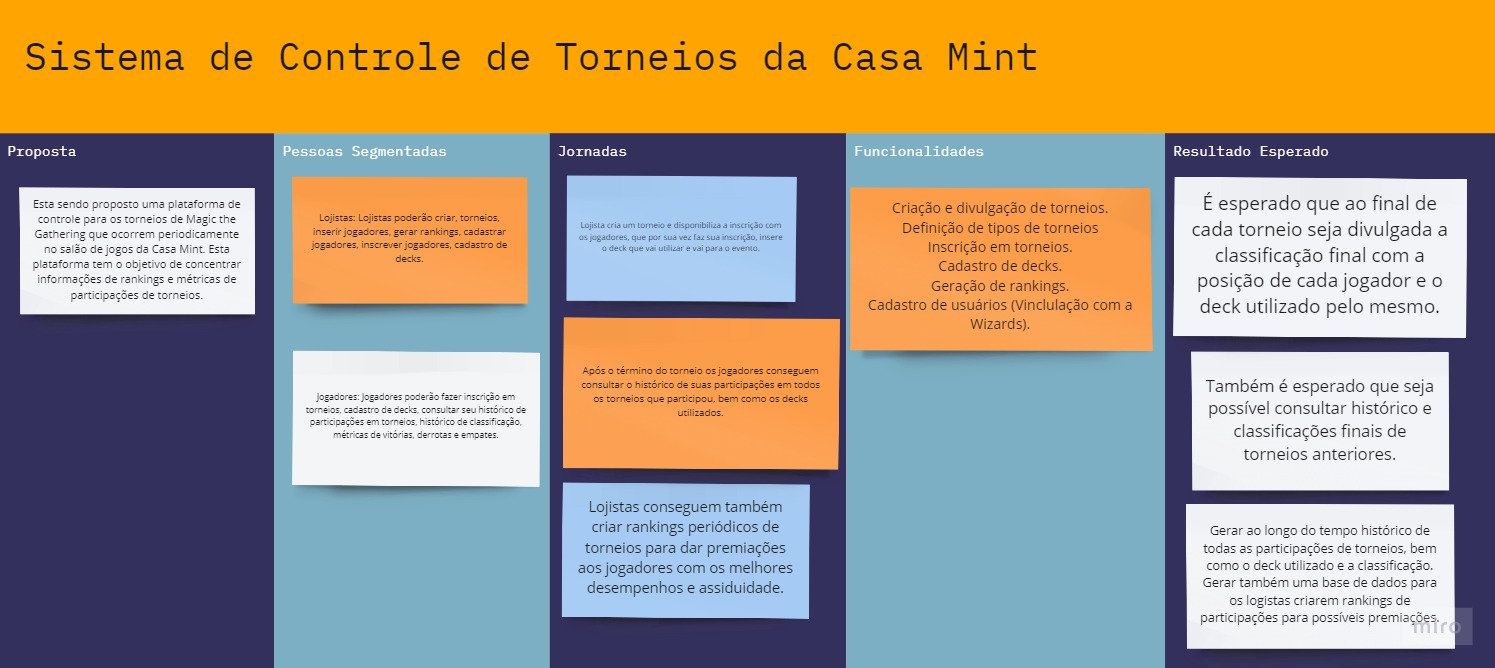 Sistema de Controle de Torneios da Casa Mint
Proposta
Esta sendo proposto uma plataforma de
controle para os torneios de Magic the
Gathering que ocorrem periodicamente
no salão de jogos da Casa Mint. Esta
plataforma tem o objetivo de concentrar
informações de rankings e métricas de
participações de torneios.
Pessoas Segmentadas
Lojistas: Lojistas poderão criar, torneios,
inserir jogadores, gerar rankings, cadastrar
jogadores, inscrever jogadores, cadastro de
decks.
Jogadores: Jogadores poderão fazer inscrição em
torneios, cadastro de decks, consultar seu histórico de
participações em torneios, histórico de classificação,
métricas de vitórias, derrotas e empates.
Jornadas
Lojista cria um torneio e disponibiliza a inscrição com
os jogadores, que por sua vez faz sua inscrição, insere
o deck que vai utilizar e vai para o evento.
Após o término do torneio os jogadores conseguem
consultar o histórico de suas participações em todos
os torneios que participou, bem como os decks
utilizados.
Lojistas conseguem também
criar rankings periódicos de
torneios para dar premiações
aos jogadores com os melhores
desempenhos e assiduidade.
Funcionalidades
Criação e divulgação de torneios.
Definição de tipos de torneios
Inscrição em torneios.
Cadastro de decks.
Geração de rankings.
Cadastro de usuários (Vinclulação com a
Wizards).
Resultado Esperado
É esperado que ao final de
cada torneio seja divulgada a
classificação final com a
posição de cada jogador e o
deck utilizado pelo mesmo.
Também é esperado que seja
possível consultar histórico e
classificações finais de
torneios anteriores.
Gerar ao longo do tempo histórico de
todas as participações de torneios, bem
como o deck utilizado e a classificação.
Gerar também uma base de dados para
os logistas criarem rankings de
participações para possíveis premiações.
miro